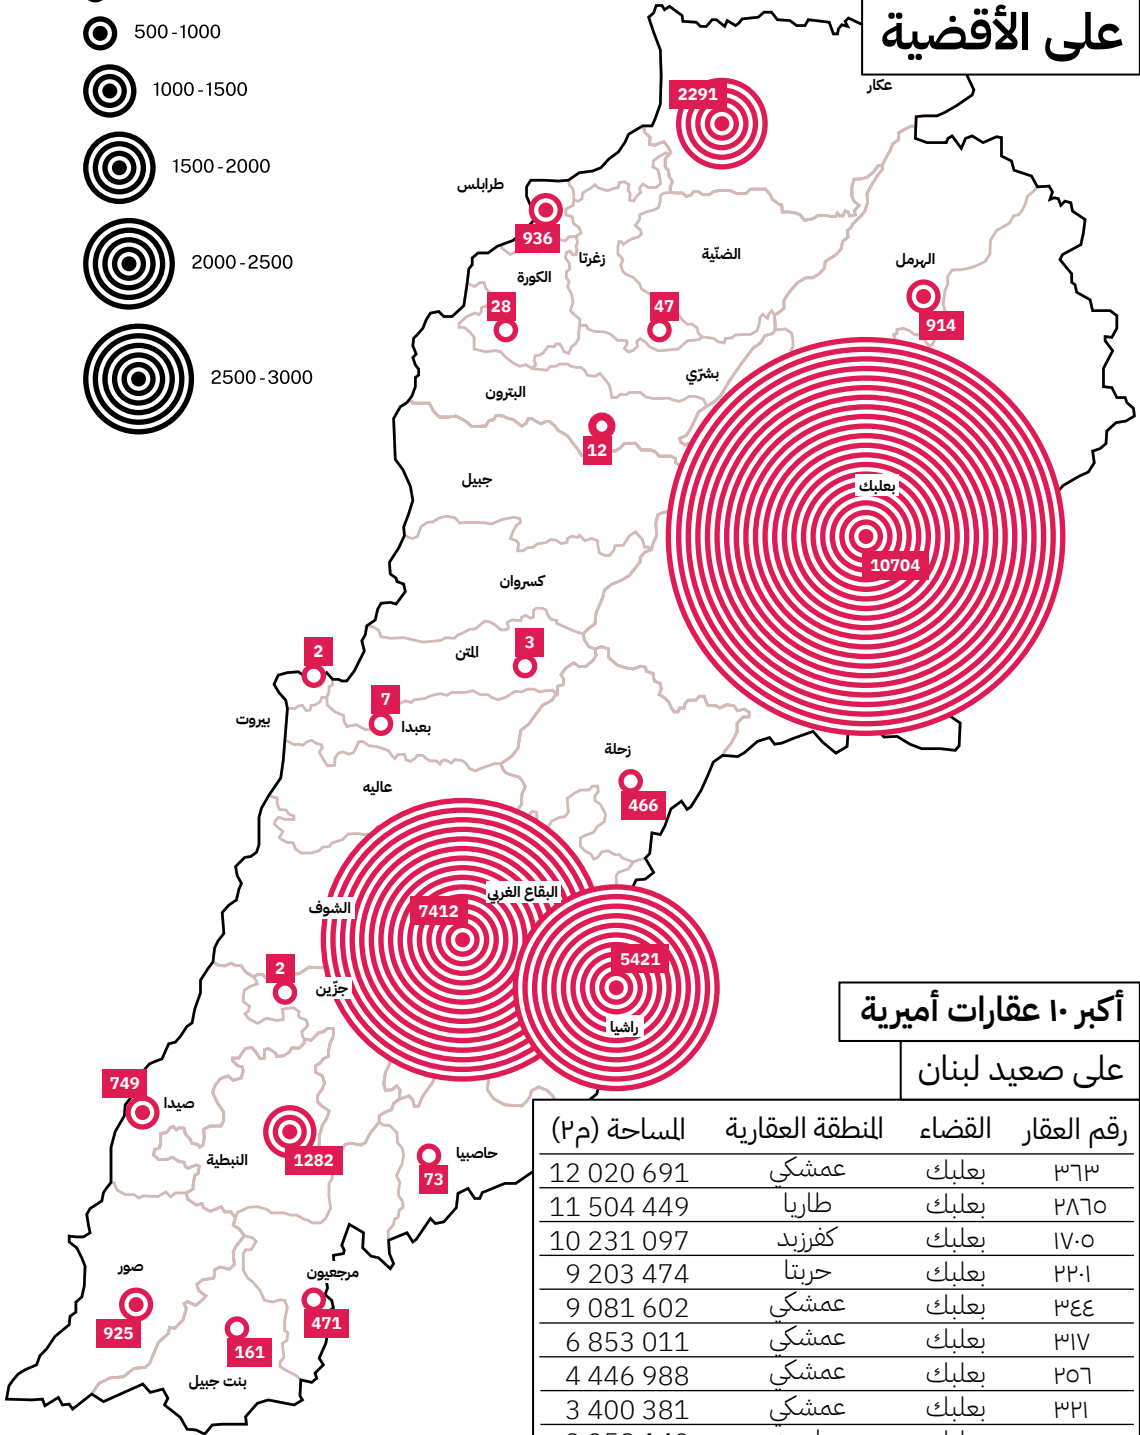 على الأقضية
500-1000
1000-1500
1500-2000
2000-2500
2500-3000
عكار
2291
طرابلس
936
زغرتا
الضنّية
الكورة
الهرمل
28
47
914
بشرّي
البترون
12
جبيل
بعلبك
10704
كسروان
المتن
3
2
7
بيروت
بعبدا
زحلة
466
عاليه
البقاع الغربي
الشوف
7412
5421
راشيا
2
جزّين
749
صيدا
1282
النبطية
حاصبيا
73
صور
925
مرجعيون
471
161
بنت جبيل
أكبر ١٠ عقارات أميرية
على صعيد لبنان
رقم العقار القضاء المنطقة العقارية المساحة (م٢)
٣٦٣ بعلبك عمشكي 12 020 691
٢٨٦٥ بعلبك طاريا 11 504 449
١٧٠٥ بعلبك كفرزبد 10 231 097
٢٢٠١ بعلبك حربتا 9 203 474
٣٤٤ بعلبك عمشكي 9 081 602
٣١٧ بعلبك عمشكي 6 853 011
٢٥٦ بعلبك عمشكي 4 446 988
٣٢١ بعلبك عمشكي 3 400 381